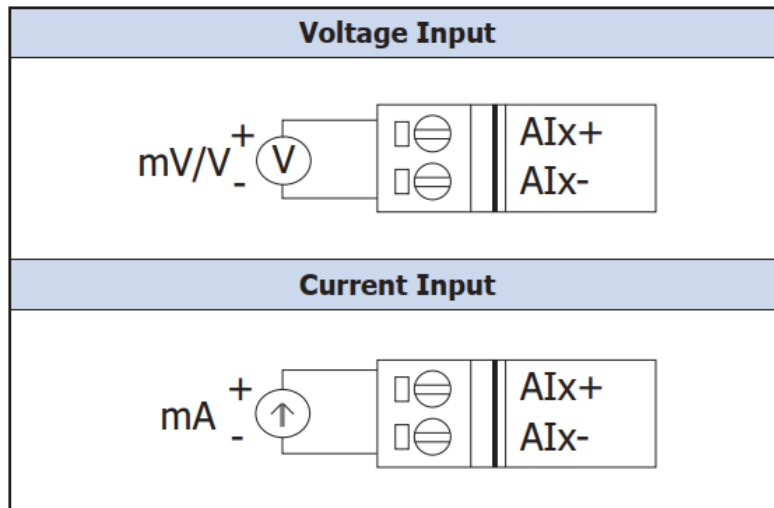 Voltage Input
+
mV/V
-
V
AIx+
AIx-
Current Input
+
mA
-
AIx+
AIx-